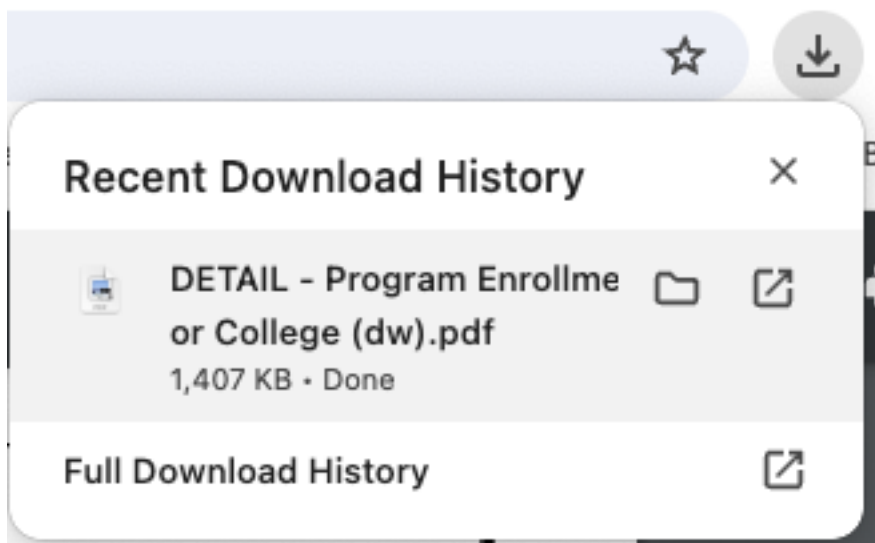 Recent Download History
DETAIL - Program Enrollme
or College (dw).pdf
1,407 KB • Done
Full Download History